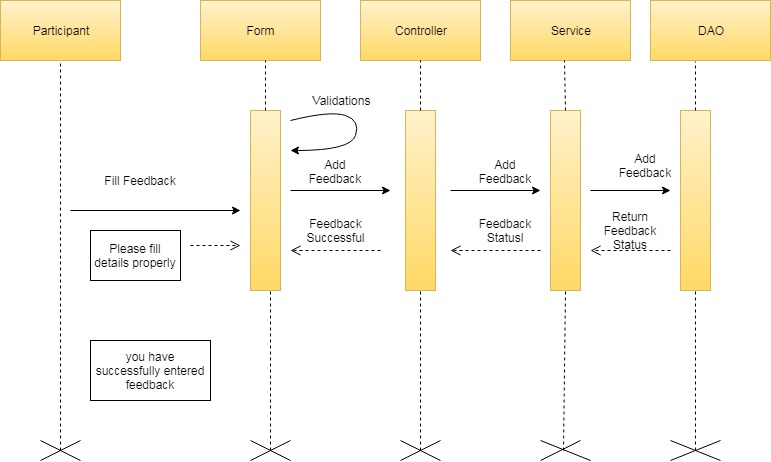 Participant
Form
Controller
Service
DAO
Validations
Fill Feedback
Add
Feedback
Add
Feedback
Add
Feedback
Please fill
details properly
Feedback
Successful
Feedback
Statusl
Return
Feedback
Status
you have
successfully entered
feedback